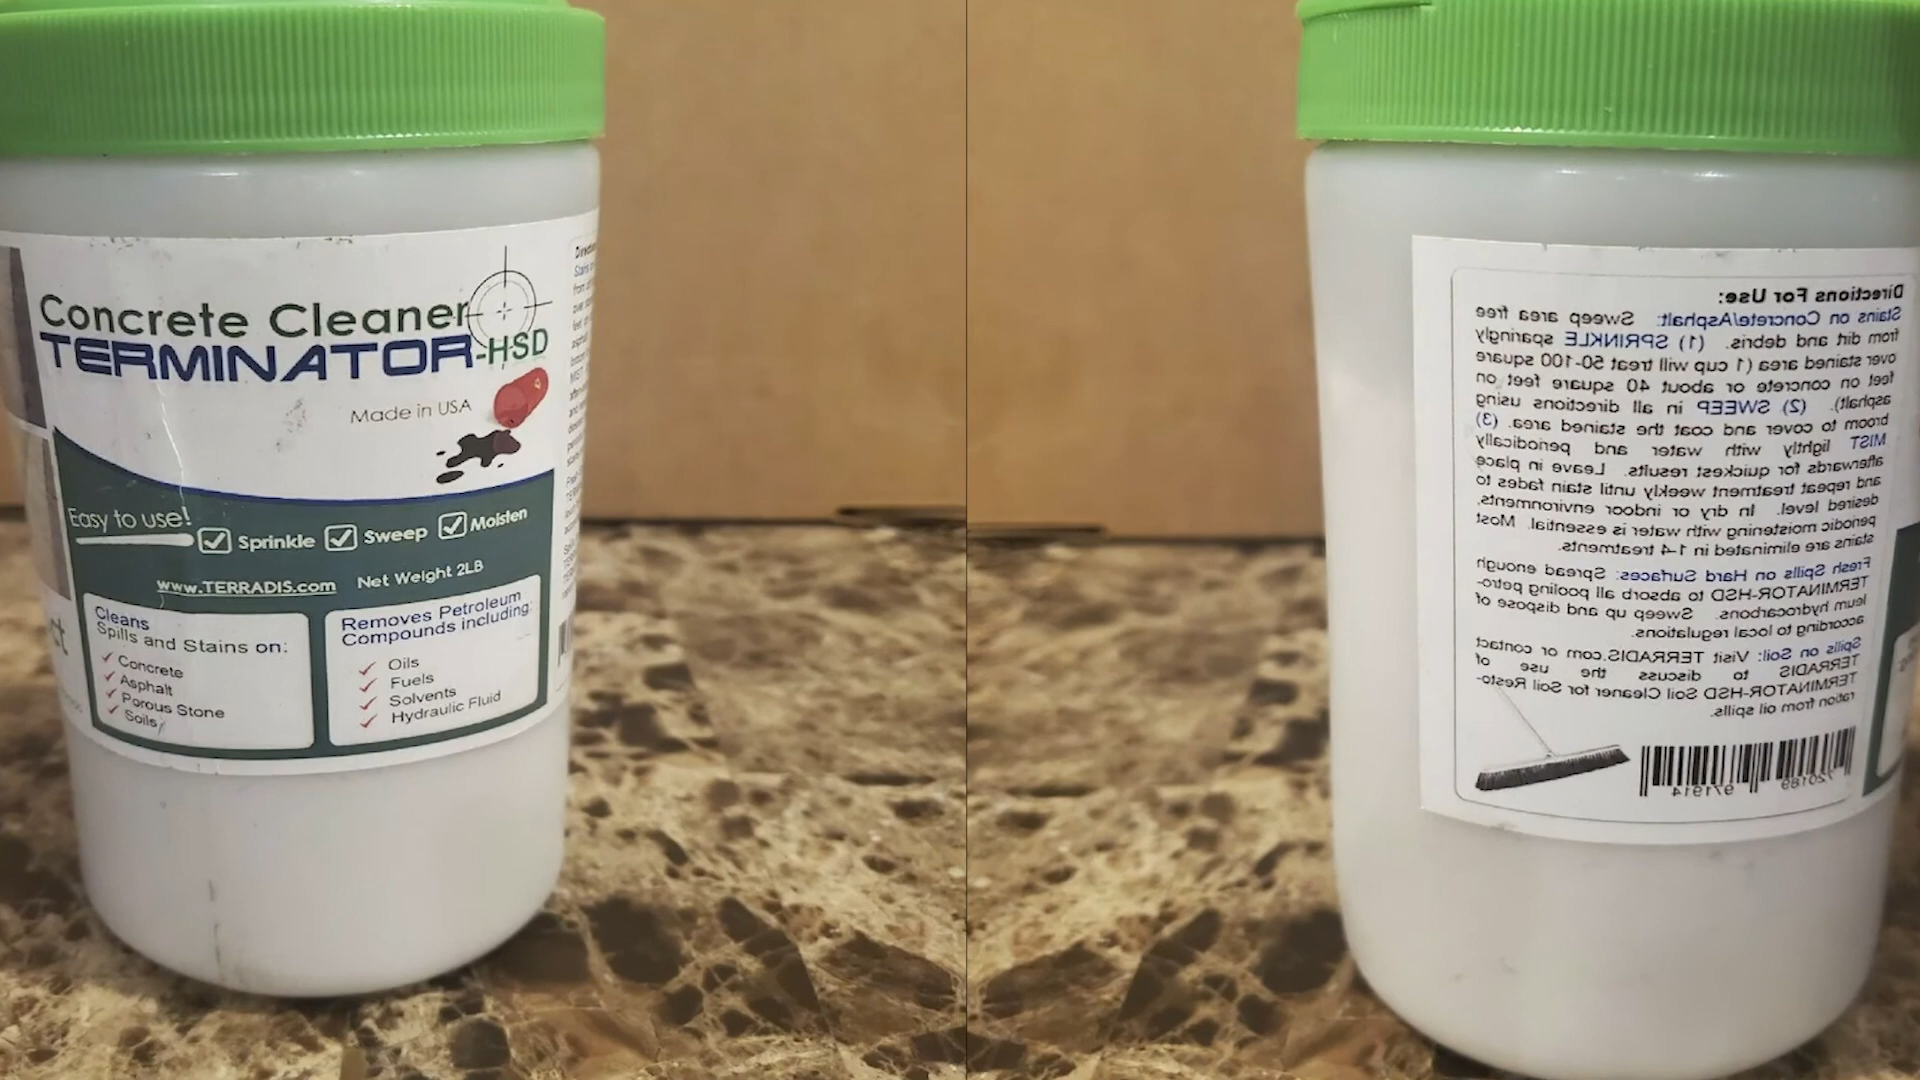 Concrete Cleaner
TERMINATOR-HSD
Made in USA
Easy to use!
Sprinkle Sweep Moisten
www.TERRADIS.com Net Weight 2LB
Cleans
Spills and Stains on:
Concrete
Asphalt
Porous Stone
Soils
Removes Petroleum
Compounds including:
Oils
Fuels
Solvents
Hydraulic Fluid
Directions For Use:
Stains on Concrete/Asphalt: Sweep area free
from dirt and debris. (1) SPRINKLE sparingly
over stained area (1 cup will treat 50-100 square
feet on concrete or about 40 square feet on
asphalt). (2) SWEEP in all directions using
broom to cover and coat the stained area. (3)
MIST lightly with water and periodically
afterwards for quickest results. Leave in place
and repeat treatment weekly until stain fades to
desired level. In dry or indoor environments,
periodic moistening with water is essential. Most
stains are eliminated in 1-4 treatments.
Fresh Spills on Hard Surfaces: Spread enough
TERMINATOR-HSD to absorb all pooling petro-
leum hydrocarbons. Sweep up and dispose of
according to local regulations.
Spills on Soil: Visit TERRADIS.com or contact
TERRADIS to discuss the use of
TERMINATOR-HSD Soil Cleaner for Soil Resto-
ration from oil spills.
720189 971914